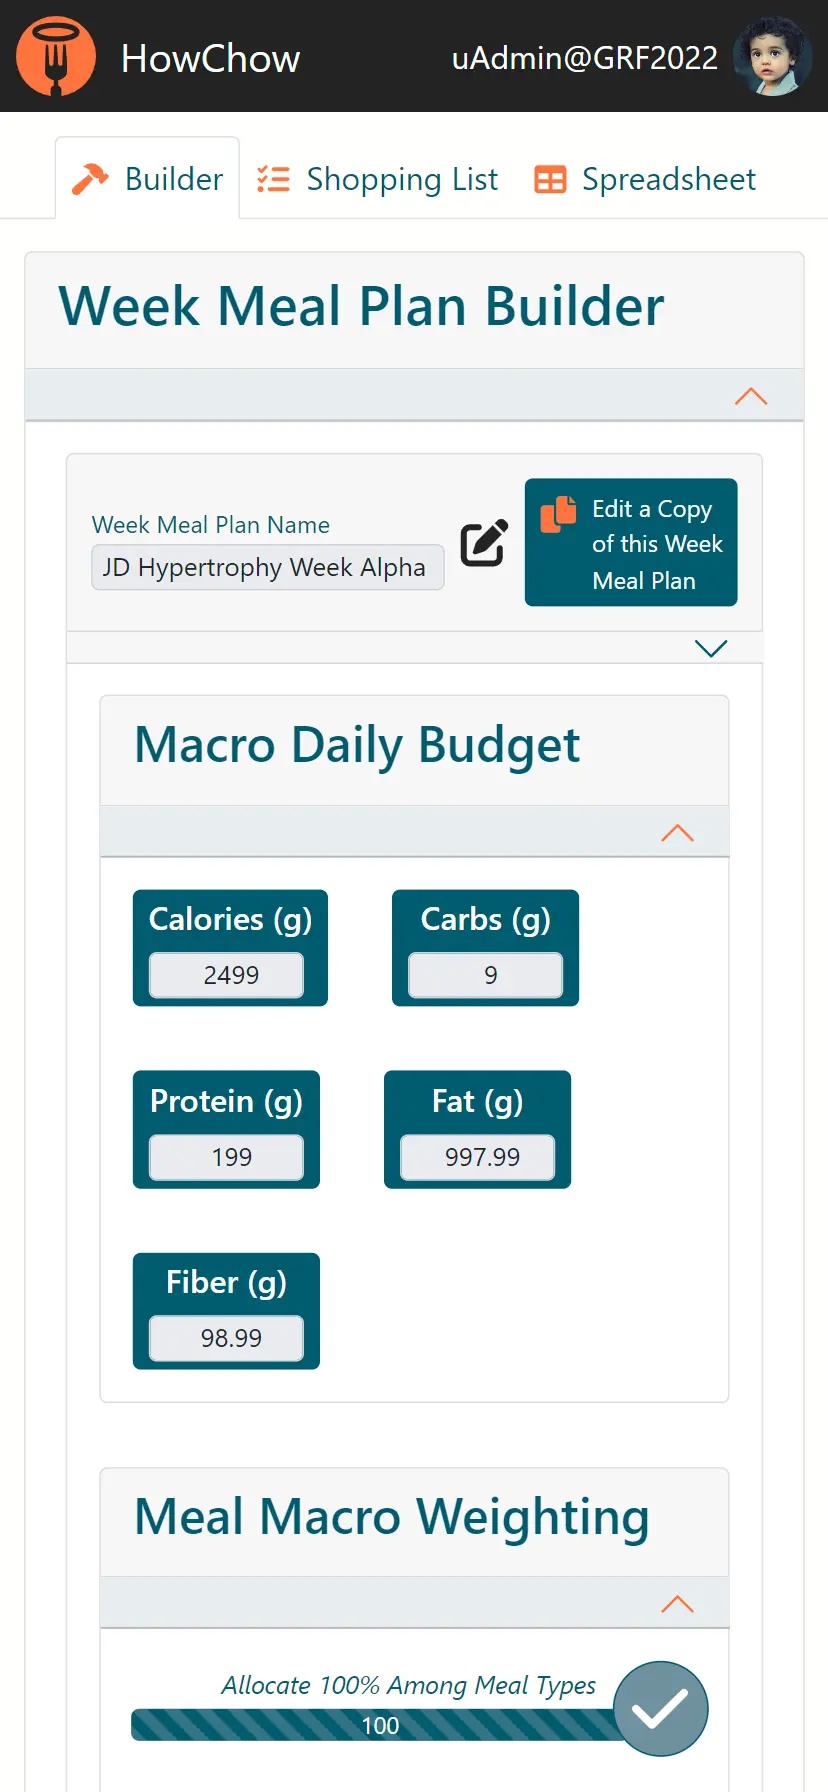 HowChow
uAdmin@GRF2022
Builder
Shopping List
Spreadsheet
Week Meal Plan Builder
Week Meal Plan Name
JD Hypertrophy Week Alpha
Edit a Copy
of this Week
Meal Plan
Macro Daily Budget
Calories (g)
2499
Carbs (g)
9
Protein (g)
199
Fat (g)
997.99
Fiber (g)
98.99
Meal Macro Weighting
Allocate 100% Among Meal Types
100